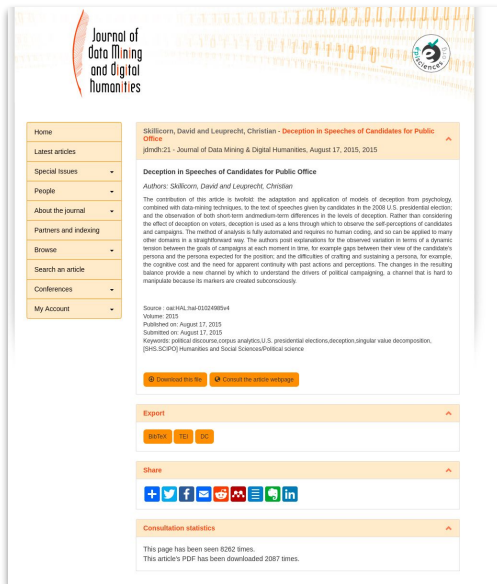 Journal of
Data Mining
and Digital
Humanities
episciences.org
Home
Latest articles
Special Issues
People
About the journal
Partners and indexing
Browse
Search an article
Conferences
My Account
Skillicorn, David and Leuprecht, Christian - Deception in Speeches of Candidates for Public
Office
jdmdh:21 - Journal of Data Mining & Digital Humanities, August 17, 2015, 2015
Deception in Speeches of Candidates for Public Office
Authors: Skillicorn, David and Leuprecht, Christian
The contribution of this article is twofold: the adaptation and application of models of deception from psychology,
combined with data-mining techniques, to the text of speeches given by candidates in the 2008 U.S. presidential election;
and the observation of both short-term andmedium-term differences in the levels of deception. Rather than considering
the effect of deception on voters, deception is used as a lens through which to observe the self-perceptions of candidates
and campaigns. The method of analysis is fully automated and requires no human coding, and so can be applied to many
other domains in a straightforward way. The authors posit explanations for the observed variation in terms of a dynamic
tension between the goals of campaigns at each moment in time, for example gaps between their view of the candidate's
persona and the persona expected for the position; and the difficulties of crafting and sustaining a persona, for example,
the cognitive cost and the need for apparent continuity with past actions and perceptions. The changes in the resulting
balance provide a new channel by which to understand the drivers of political campaigning, a channel that is hard to
manipulate because its markers are created subconsciously.
Source : oai:HAL:hal-01024985v4
Volume: 2015
Published on: August 17, 2015
Submitted on: August 17, 2015
Keywords: political discourse,corpus analytics,U.S. presidential elections,deception,singular value decomposition,
[SHS.SCIPO] Humanities and Social Sciences/Political science
Download this file
Consult the article webpage
Export
BibTeX TEI DC
Share
Consultation statistics
This page has been seen 8262 times.
This article's PDF has been downloaded 2087 times.